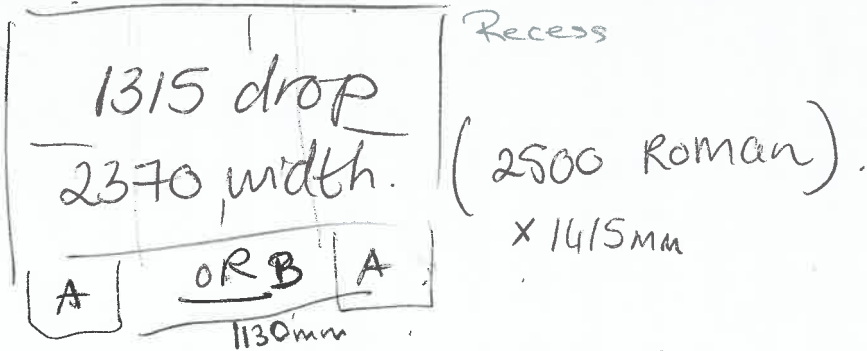 Recess
1315 drop
2370 width.
(2500 Roman).
x 1415mm
A OR B A
1130mm